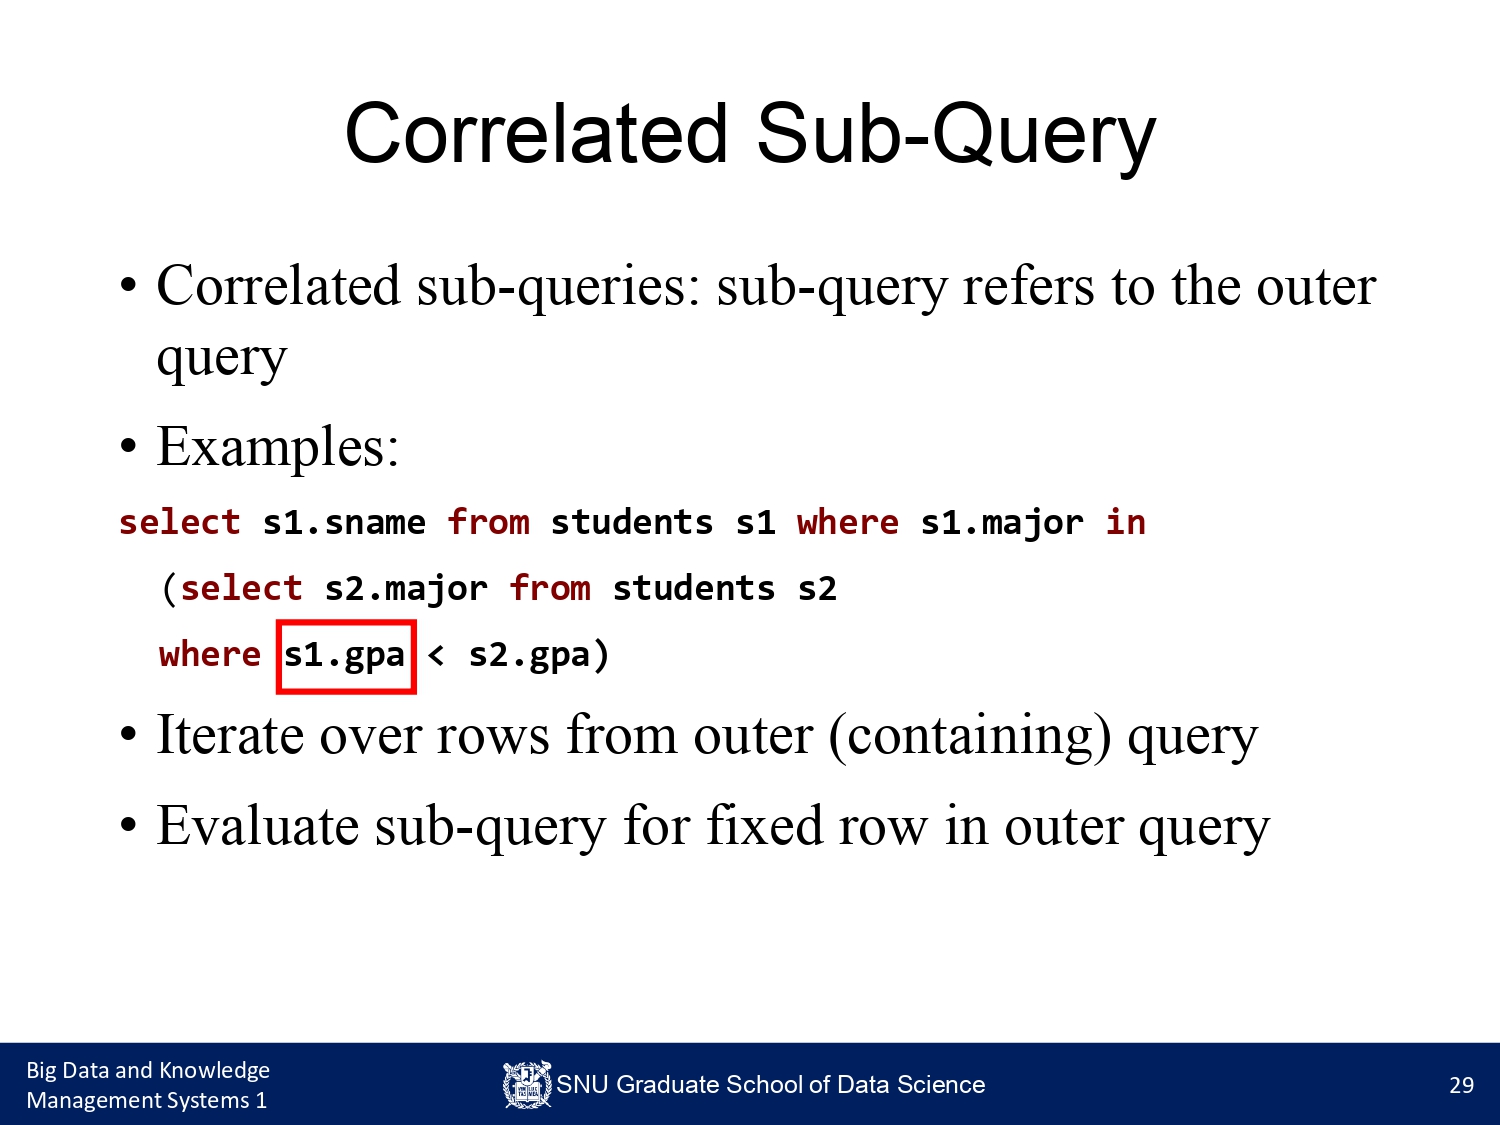 Correlated Sub-Query
• Correlated sub-queries: sub-query refers to the outer
query
• Examples:
select s1.sname from students s1 where s1.major in
(select s2.major from students s2
where s1.gpa < s2.gpa)
• Iterate over rows from outer (containing) query
• Evaluate sub-query for fixed row in outer query
Big Data and Knowledge
Management Systems 1
SNU Graduate School of Data Science
29